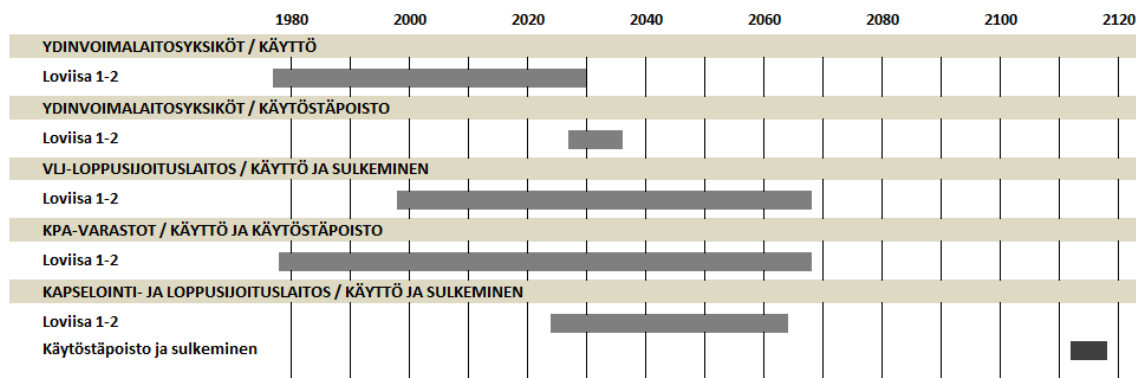 1980 2000 2020 2040 2060 2080 2100 2120
YDINVOIMALAITOSYKSIKÖT / KÄYTTÖ
Loviisa 1-2
YDINVOIMALAITOSYKSIKÖT / KÄYTÖSTÄPOISTO
Loviisa 1-2
VLJ-LOPPUSIJOITUSLAITOS / KÄYTTÖ JA SULKEMINEN
Loviisa 1-2
KPA-VARASTOT / KÄYTTÖ JA KÄYTÖSTÄPOISTO
Loviisa 1-2
KAPSELOINTI- JA LOPPUSIJOITUSLAITOS / KÄYTTÖ JA SULKEMINEN
Loviisa 1-2
Käytöstäpoisto ja sulkeminen